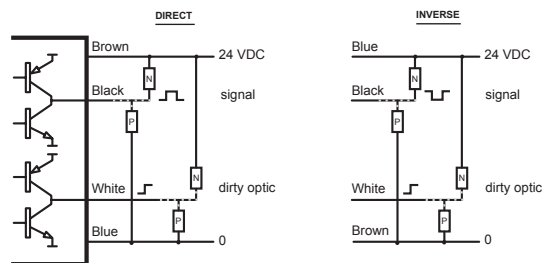 DIRECT
INVERSE
Brown
24 VDC
N
Black
signal
P
N
White
dirty optic
P
Blue
0
Blue
24 VDC
N
Black
signal
P
N
White
dirty optic
P
Brown
0